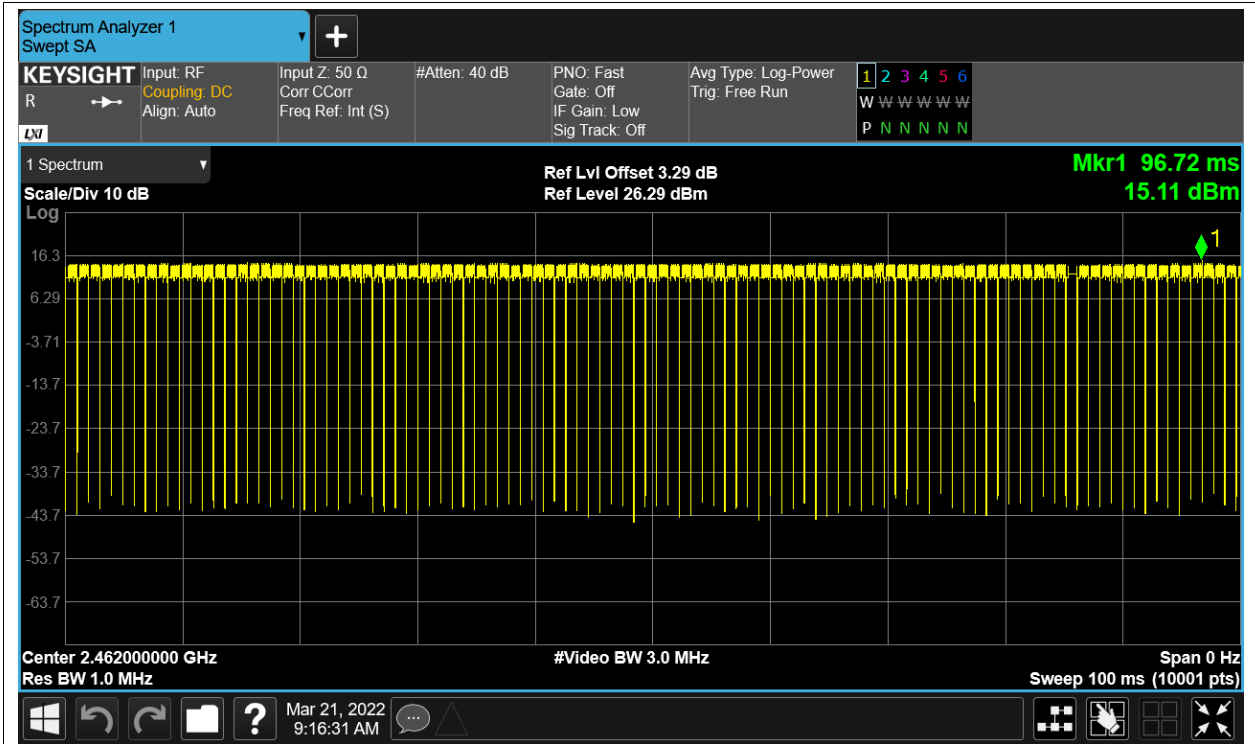 Spectrum Analyzer 1
Swept SA
+
KEYSIGHT
R
LXI
Input: RF
Coupling: DC
Align: Auto
Input Z: 50 Ω
Corr CCorr
Freq Ref: Int (S)
#Atten: 40 dB
PNO: Fast
Gate: Off
IF Gain: Low
Sig Track: Off
Avg Type: Log-Power
Trig: Free Run
1 2 3 4 5 6
W W W W W W
P N N N N N
1 Spectrum
Scale/Div 10 dB
Log
Ref Lvl Offset 3.29 dB
Ref Level 26.29 dBm
Mkr1 96.72 ms
15.11 dBm
1
16.3
6.29
-3.71
-13.7
-23.7
-33.7
-43.7
-53.7
-63.7
Center 2.462000000 GHz
Res BW 1.0 MHz
#Video BW 3.0 MHz
Span 0 Hz
Sweep 100 ms (10001 pts)
?
Mar 21, 2022
9:16:31 AM